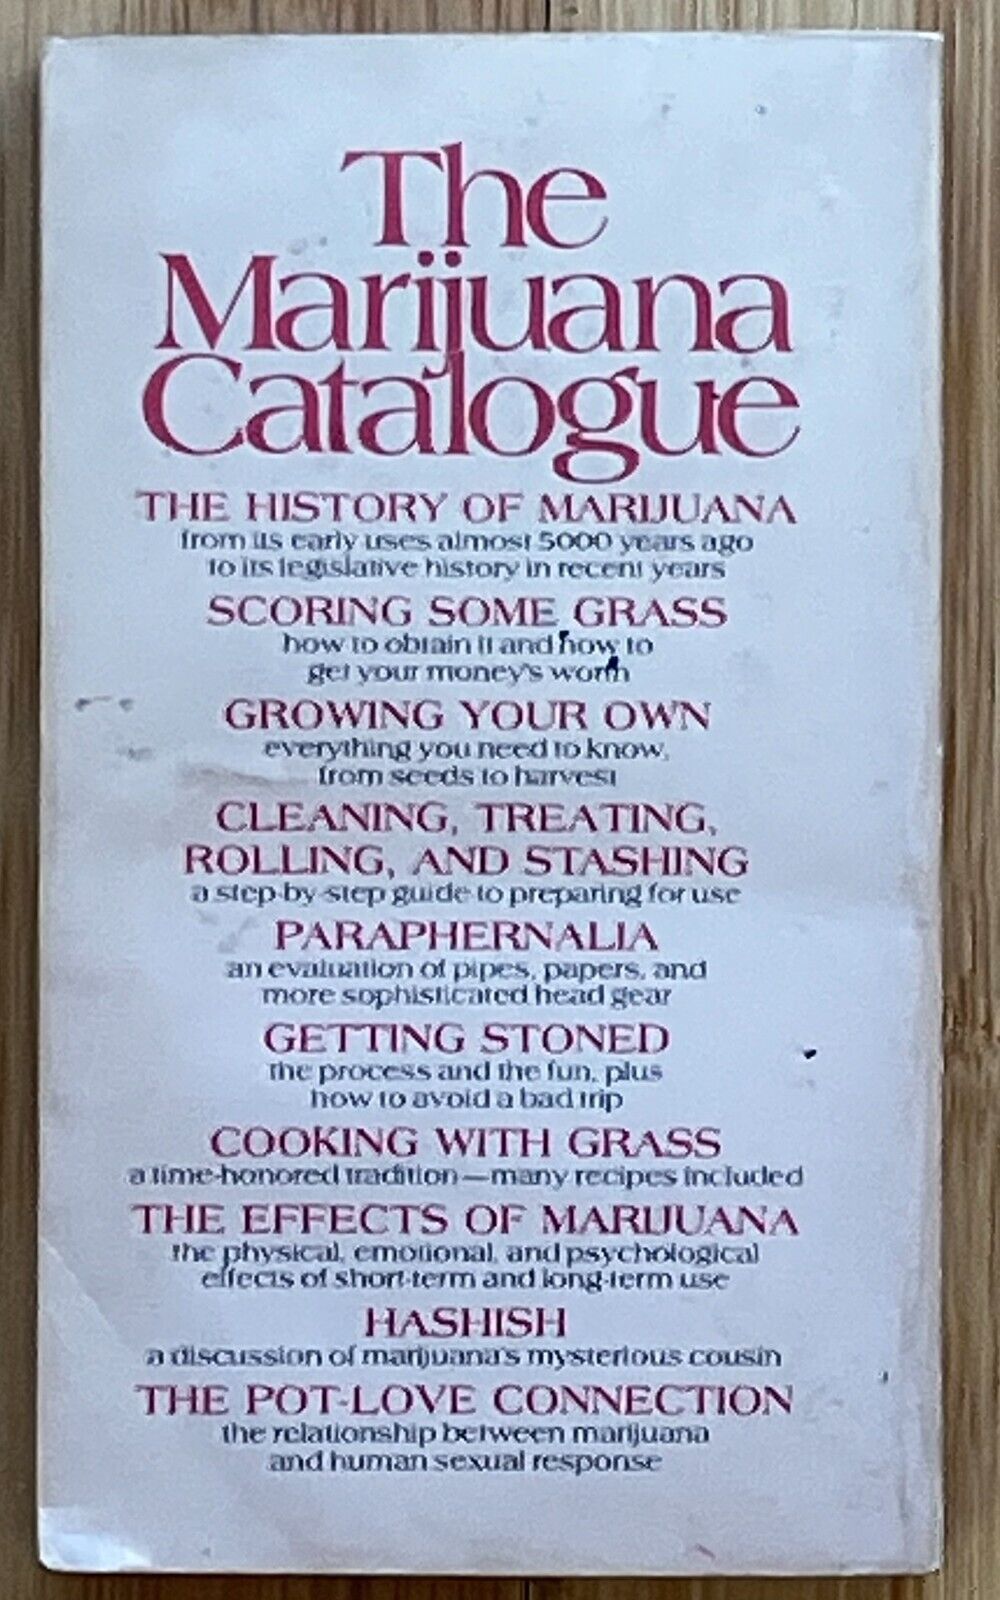 The
Marijuana
Catalogue
THE HISTORY OF MARIJUANA
from its early uses almost 5000 years ago
to its legislative history in recent years
SCORING SOME GRASS
how to obtain it and how to
get your money's worth
GROWING YOUR OWN
everything you need to know,
from seeds to harvest
CLEANING, TREATING,
ROLLING, AND STASHING
a step-by-step guide to preparing for use
PARAPHERNALIA
an evaluation of pipes, papers, and
more sophisticated head gear
GETTING STONED
the process and the fun, plus
how to avoid a bad trip
COOKING WITH GRASS
a time-honored tradition—many recipes included
THE EFFECTS OF MARIJUANA
the physical, emotional, and psychological
effects of short-term and long-term use
HASHISH
a discussion of marijuana's mysterious cousin
THE POT-LOVE CONNECTION
the relationship between marijuana
and human sexual response